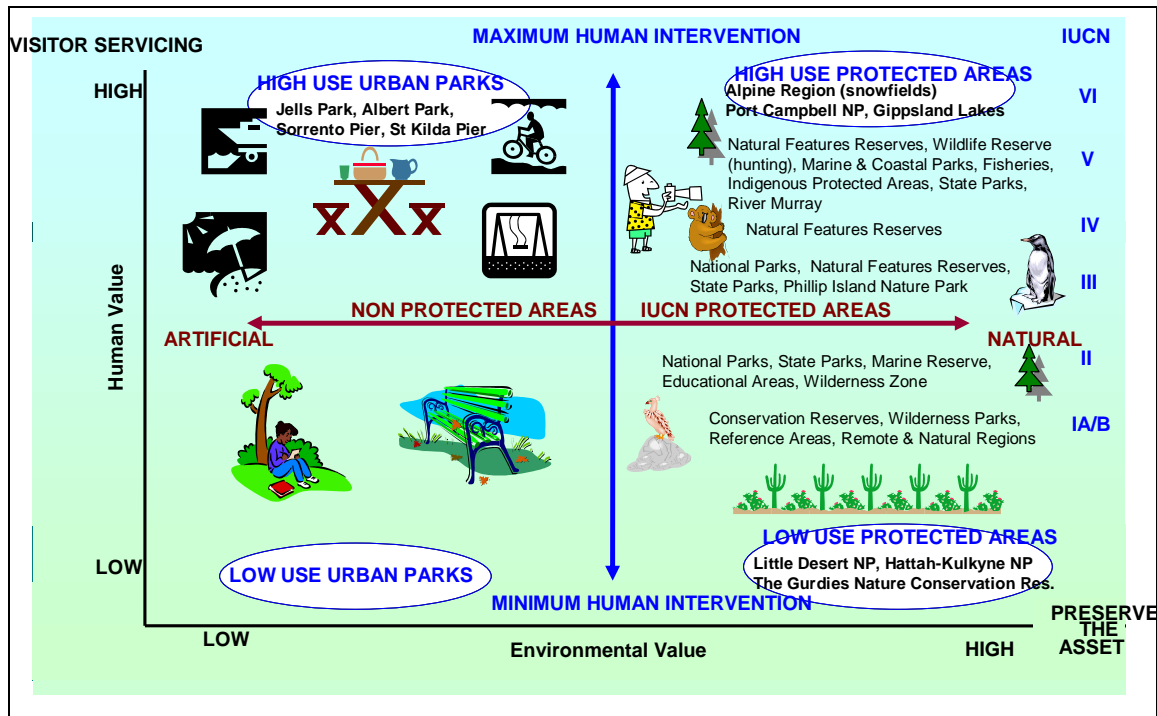 MAXIMUM HUMAN INTERVENTION
IUCN
VISITOR SERVICING
HIGH
HIGH USE URBAN PARKS
Jells Park, Albert Park,
Sorrento Pier, St Kilda Pier
HIGH USE PROTECTED AREAS
Alpine Region (snowfields)
Port Campbell NP, Gippsland Lakes
VI
Natural Features Reserves, Wildlife Reserve
(hunting), Marine & Coastal Parks, Fisheries,
Indigenous Protected Areas, State Parks,
River Murray
V
Natural Features Reserves
IV
National Parks, Natural Features Reserves,
State Parks, Phillip Island Nature Park
III
Human Value
NON PROTECTED AREAS
IUCN PROTECTED AREAS
ARTIFICIAL
NATURAL
National Parks, State Parks, Marine Reserve,
Educational Areas, Wilderness Zone
II
Conservation Reserves, Wilderness Parks,
Reference Areas, Remote & Natural Regions
IA/B
LOW USE PROTECTED AREAS
Little Desert NP, Hattah-Kulkyne NP
The Gurdies Nature Conservation Res.
LOW
LOW USE URBAN PARKS
MINIMUM HUMAN INTERVENTION
LOW
Environmental Value
HIGH
PRESERVE
THE
ASSET